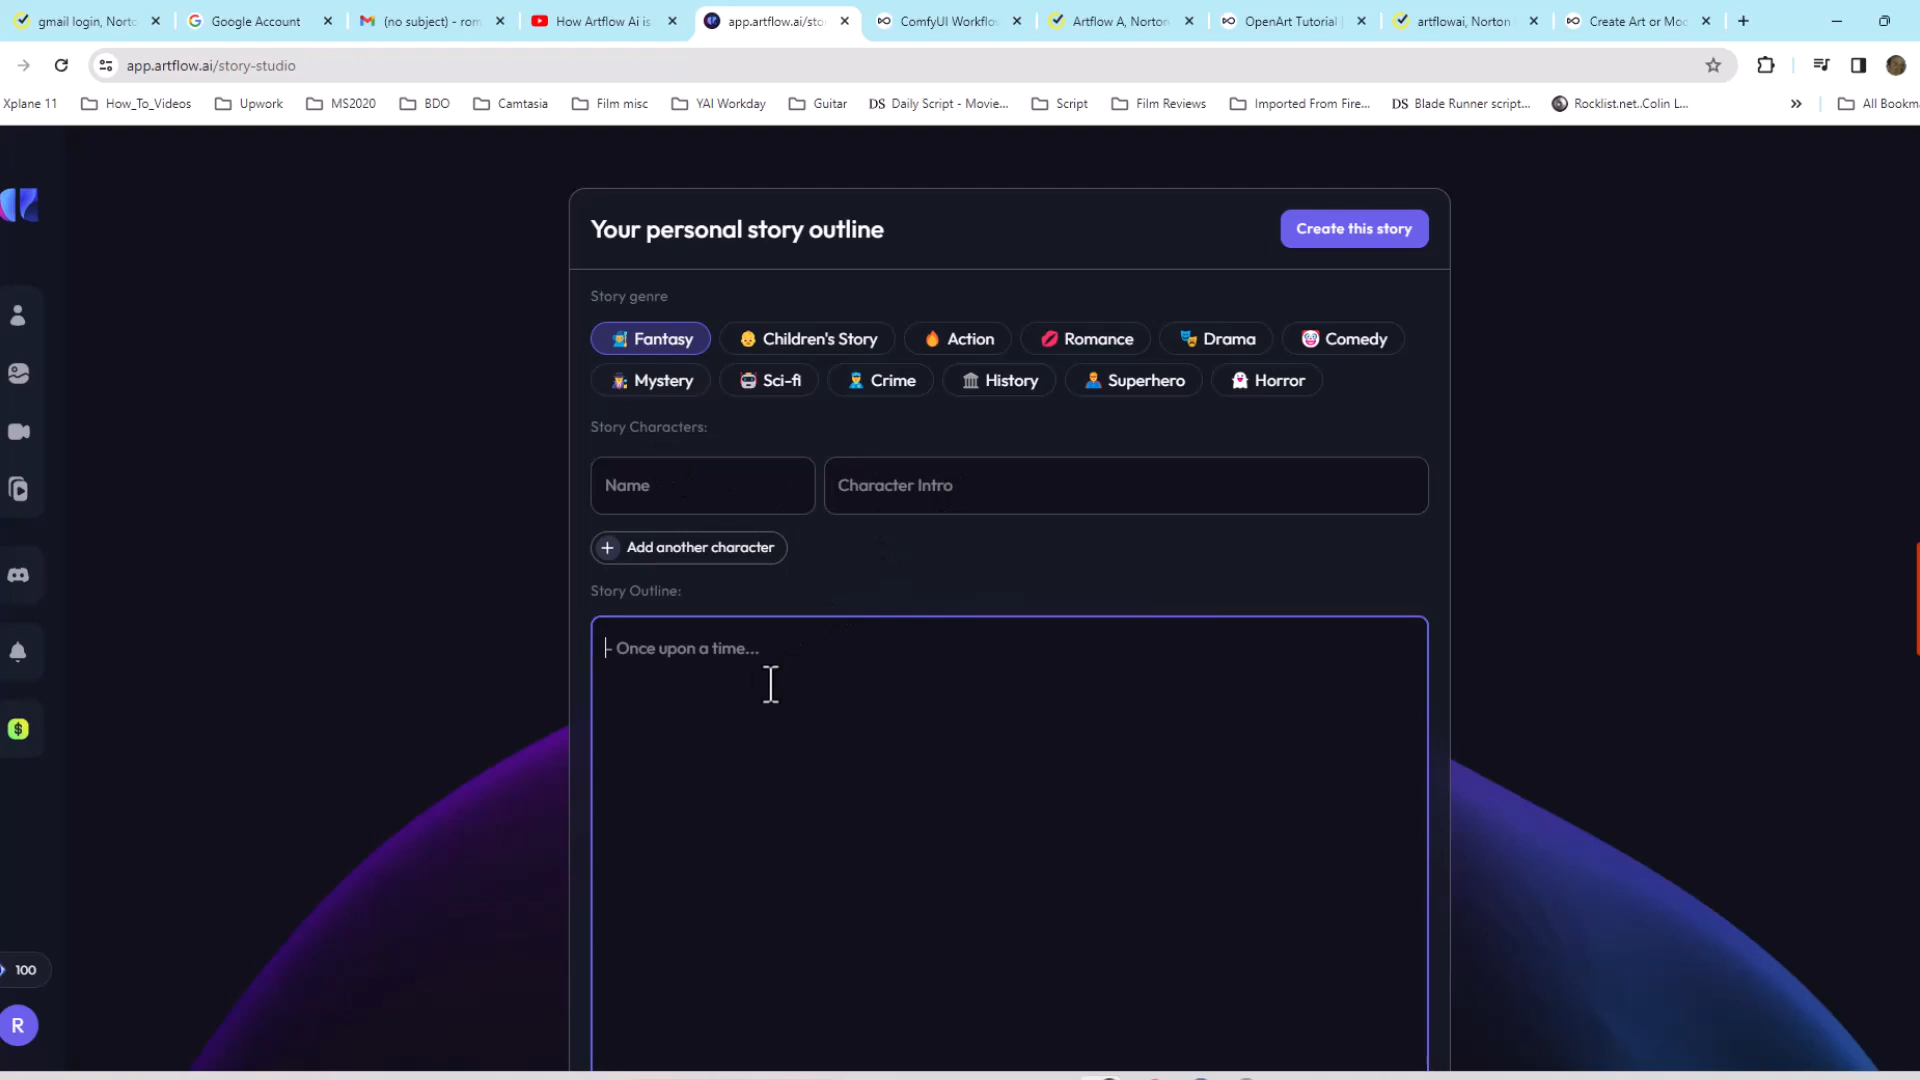 gmail login, Norto
Google Account
(no subject) - rom
How Artflow Ai is
app.artflow.ai/stor
ComfyUI Workflow
Artflow A, Norton
OpenArt Tutorial
artflowai, Norton
Create Art or Mod
app.artflow.ai/story-studio
Xplane 11
How_To_Videos
Upwork
MS2020
BDO
Camtasia
Film misc
YAI Workday
Guitar
DS Daily Script - Movie...
Script
Film Reviews
Imported From Fire...
DS Blade Runner script...
Rocklist.net..Colin L...
»
All Bookma
Your personal story outline
Create this story
Story genre
Fantasy
Children's Story
Action
Romance
Drama
Comedy
Mystery
Sci-fi
Crime
History
Superhero
Horror
Story Characters:
Name
Character Intro
+ Add another character
Story Outline:
- Once upon a time...
$
100
R